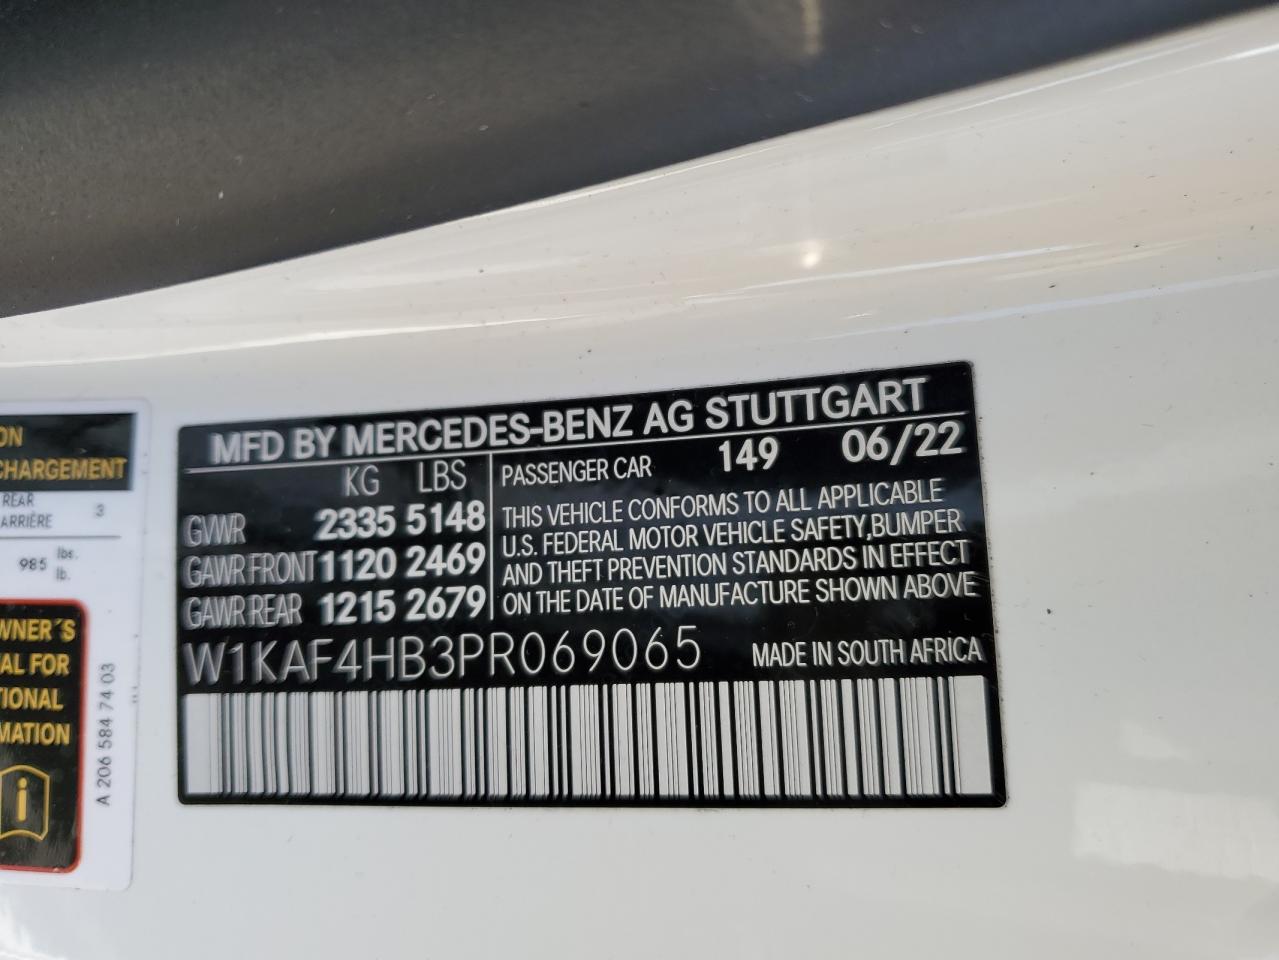 ON
CHARGEMENT
REAR
ARRIÈRE 3
985 lbs.
lb.
WNER´S
AL FOR
TIONAL
MATION
A 206 584 74 03
MFD BY MERCEDES-BENZ AG STUTTGART
KG LBS
GVWR 2335 5148
GAWR FRONT 1120 2469
GAWR REAR 1215 2679
PASSENGER CAR 149 06/22
THIS VEHICLE CONFORMS TO ALL APPLICABLE
U.S. FEDERAL MOTOR VEHICLE SAFETY,BUMPER
AND THEFT PREVENTION STANDARDS IN EFFECT
ON THE DATE OF MANUFACTURE SHOWN ABOVE
W1KAF4HB3PR069065 MADE IN SOUTH AFRICA